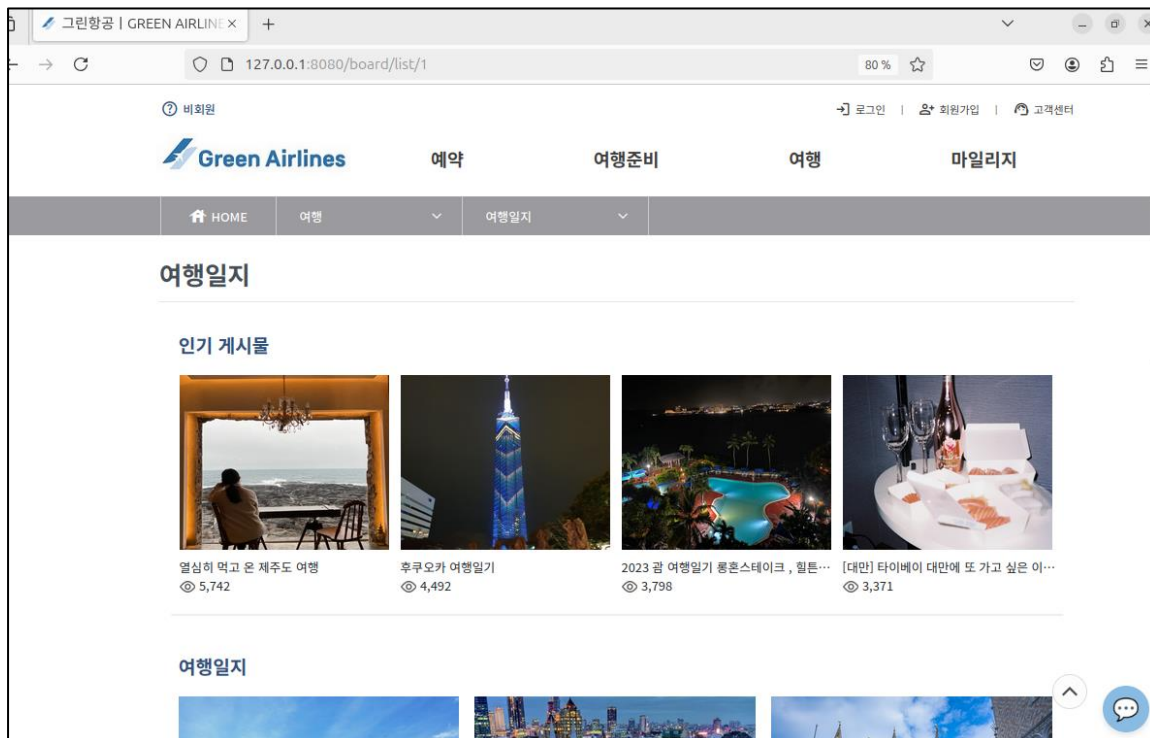 그린항공 | GREEN AIRLINE
127.0.0.1:8080/board/list/1
80 %
비회원
로그인 | 회원가입 | 고객센터
Green Airlines 예약 여행준비 여행 마일리지
HOME 여행 여행일지
여행일지
인기 게시물
열심히 먹고 온 제주도 여행
5,742
후쿠오카 여행일기
4,492
2023 괌 여행일기 롱혼스테이크 , 힐튼…
3,798
[대만] 타이베이 대만에 또 가고 싶은 이…
3,371
여행일지